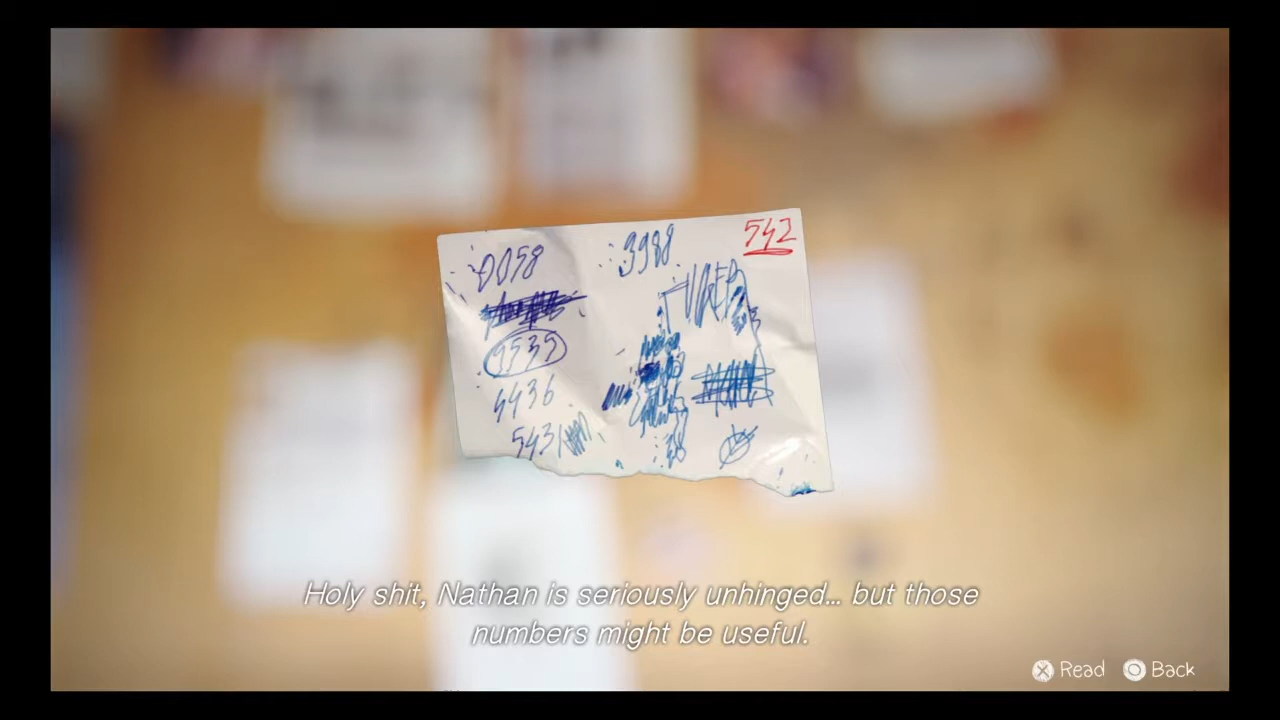 0058
3988
542
9535
4436
543
Holy shit, Nathan is seriously unhinged... but those
numbers might be useful.
Read
Back